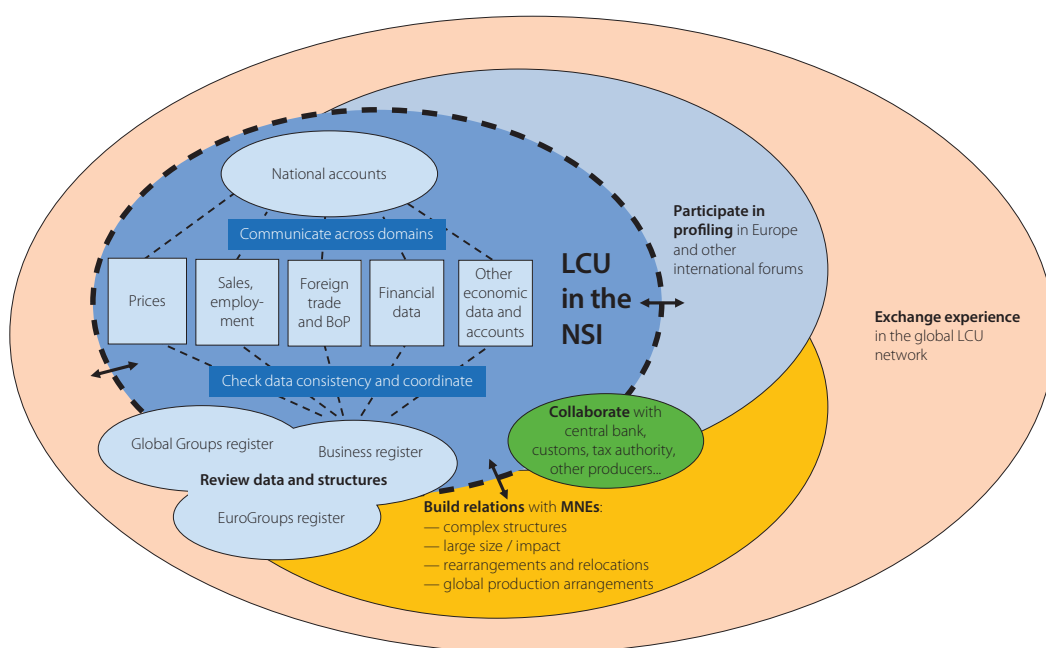 National accounts
Communicate across domains
Prices
Sales,
employ-
ment
Foreign
trade
and BoP
Financial
data
Other
economic
data and
accounts
LCU
in the
NSI
Participate in
profiling in Europe
and other
international forums
Exchange experience
in the global LCU
network
Check data consistency and coordinate
Global Groups register
Business register
Review data and structures
EuroGroups register
Collaborate with
central bank,
customs, tax authority,
other producers...
Build relations with MNEs:
— complex structures
— large size / impact
— rearrangements and relocations
— global production arrangements